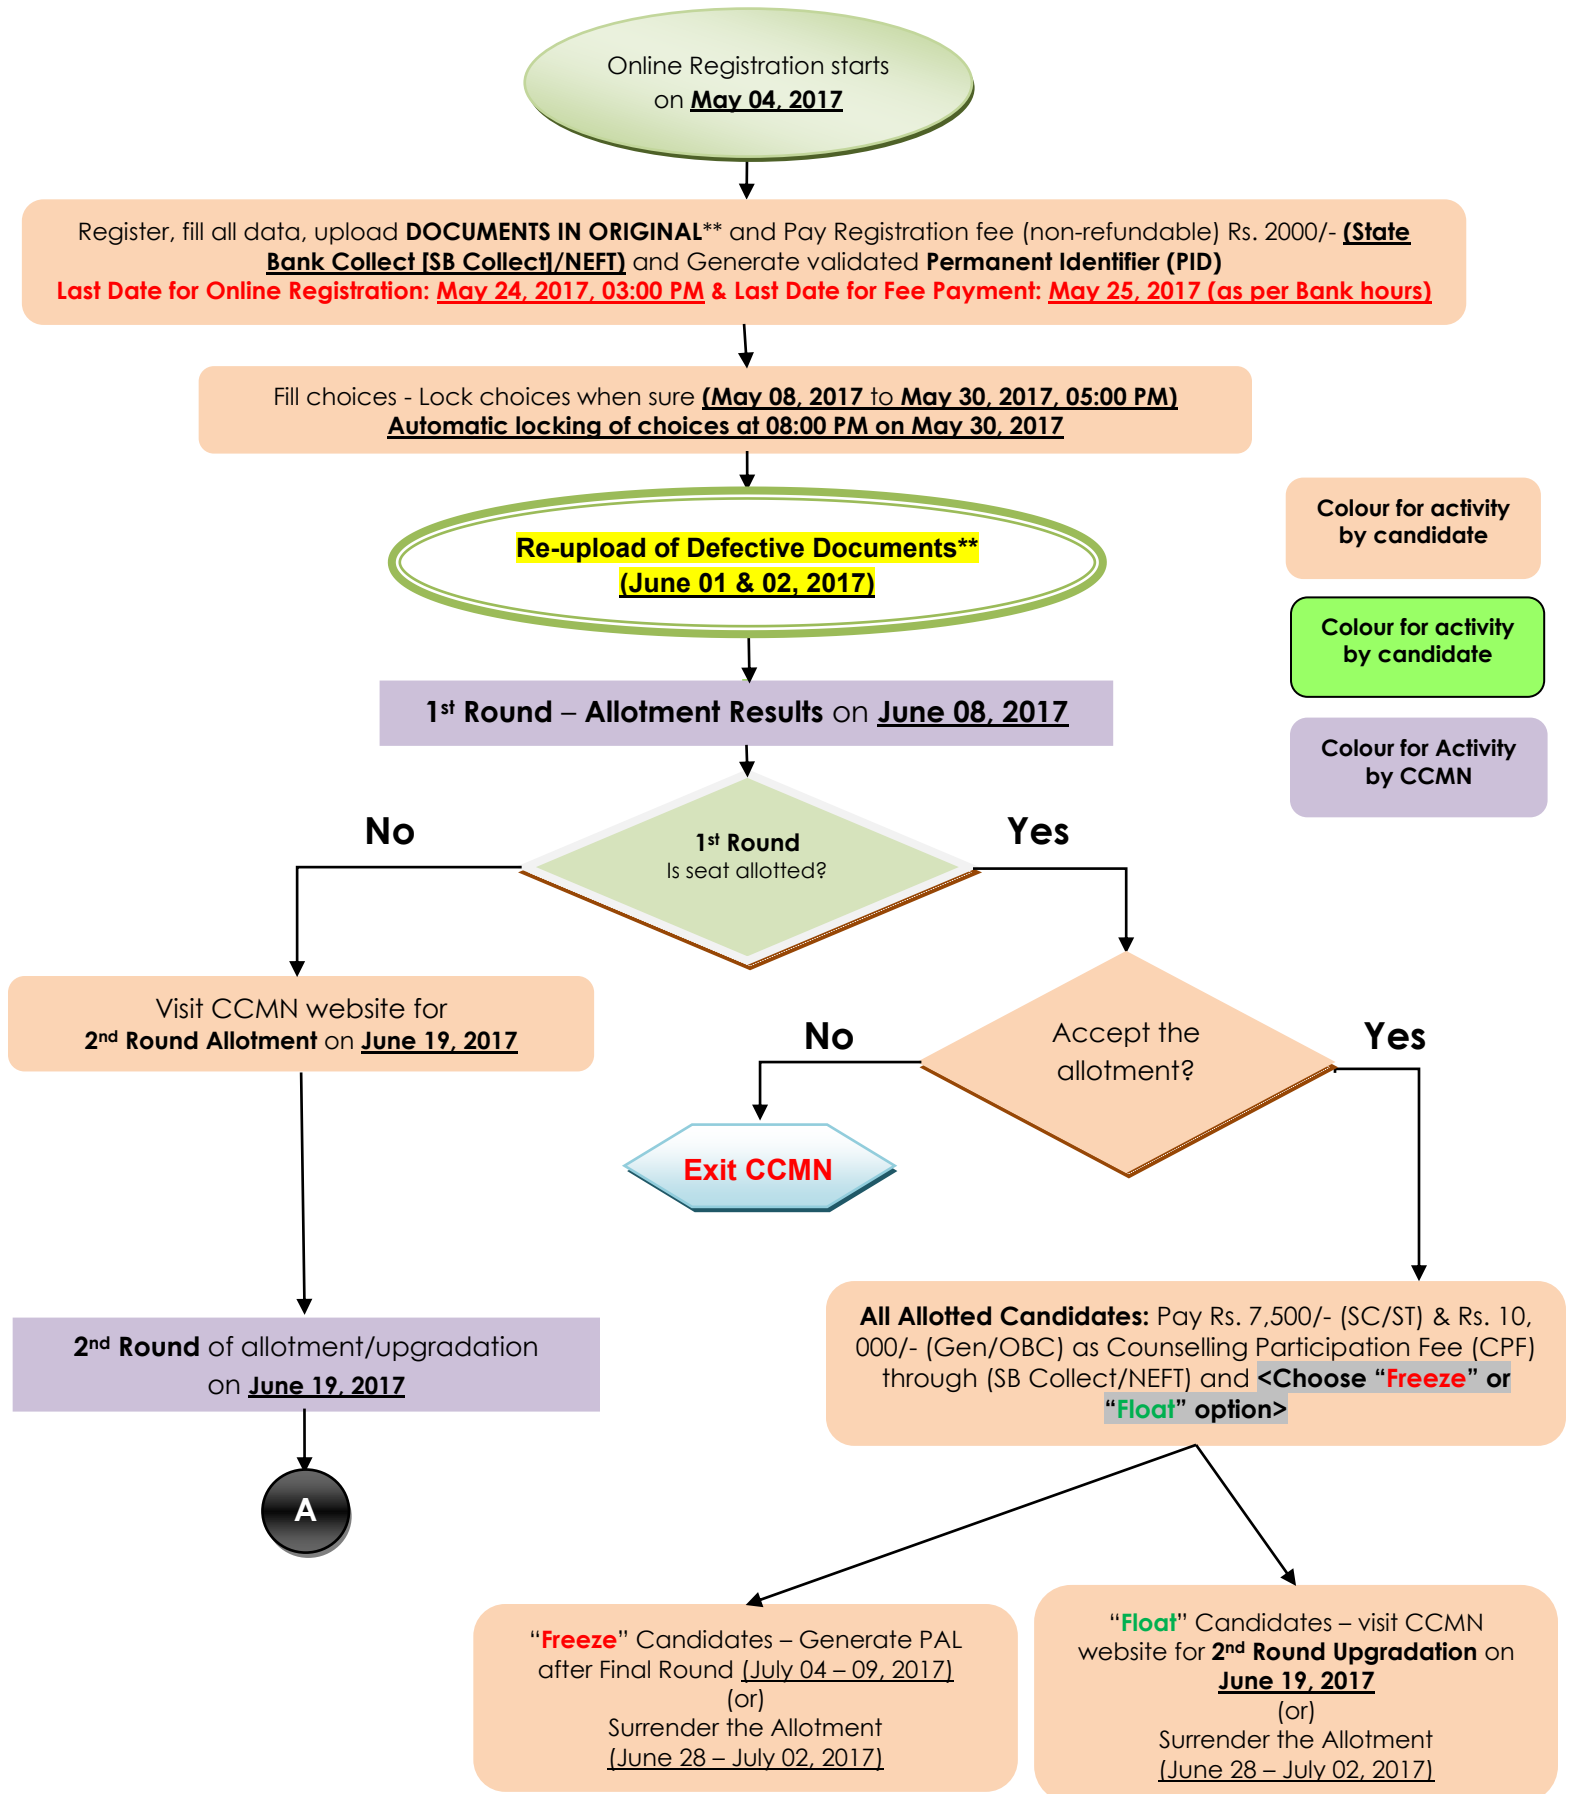 Online Registration starts
on May 04, 2017
Register, fill all data, upload DOCUMENTS IN ORIGINAL** and Pay Registration fee (non-refundable) Rs. 2000/- (State
Bank Collect [SB Collect]/NEFT) and Generate validated Permanent Identifier (PID)
Last Date for Online Registration: May 24, 2017, 03:00 PM & Last Date for Fee Payment: May 25, 2017 (as per Bank hours)
Fill choices - Lock choices when sure (May 08, 2017 to May 30, 2017, 05:00 PM)
Automatic locking of choices at 08:00 PM on May 30, 2017
Re-upload of Defective Documents**
(June 01 & 02, 2017)
Colour for activity
by candidate
Colour for activity
by candidate
Colour for Activity
by CCMN
1st Round – Allotment Results on June 08, 2017
No
1st Round
Is seat allotted?
Yes
Visit CCMN website for
2nd Round Allotment on June 19, 2017
No
Accept the
allotment?
Yes
Exit CCMN
2nd Round of allotment/upgradation
on June 19, 2017
A
All Allotted Candidates: Pay Rs. 7,500/- (SC/ST) & Rs. 10,
000/- (Gen/OBC) as Counselling Participation Fee (CPF)
through (SB Collect/NEFT) and <Choose “Freeze” or
“Float” option>
“Freeze” Candidates – Generate PAL
after Final Round (July 04 – 09, 2017)
(or)
Surrender the Allotment
(June 28 – July 02, 2017)
“Float” Candidates – visit CCMN
website for 2nd Round Upgradation on
June 19, 2017
(or)
Surrender the Allotment
(June 28 – July 02, 2017)